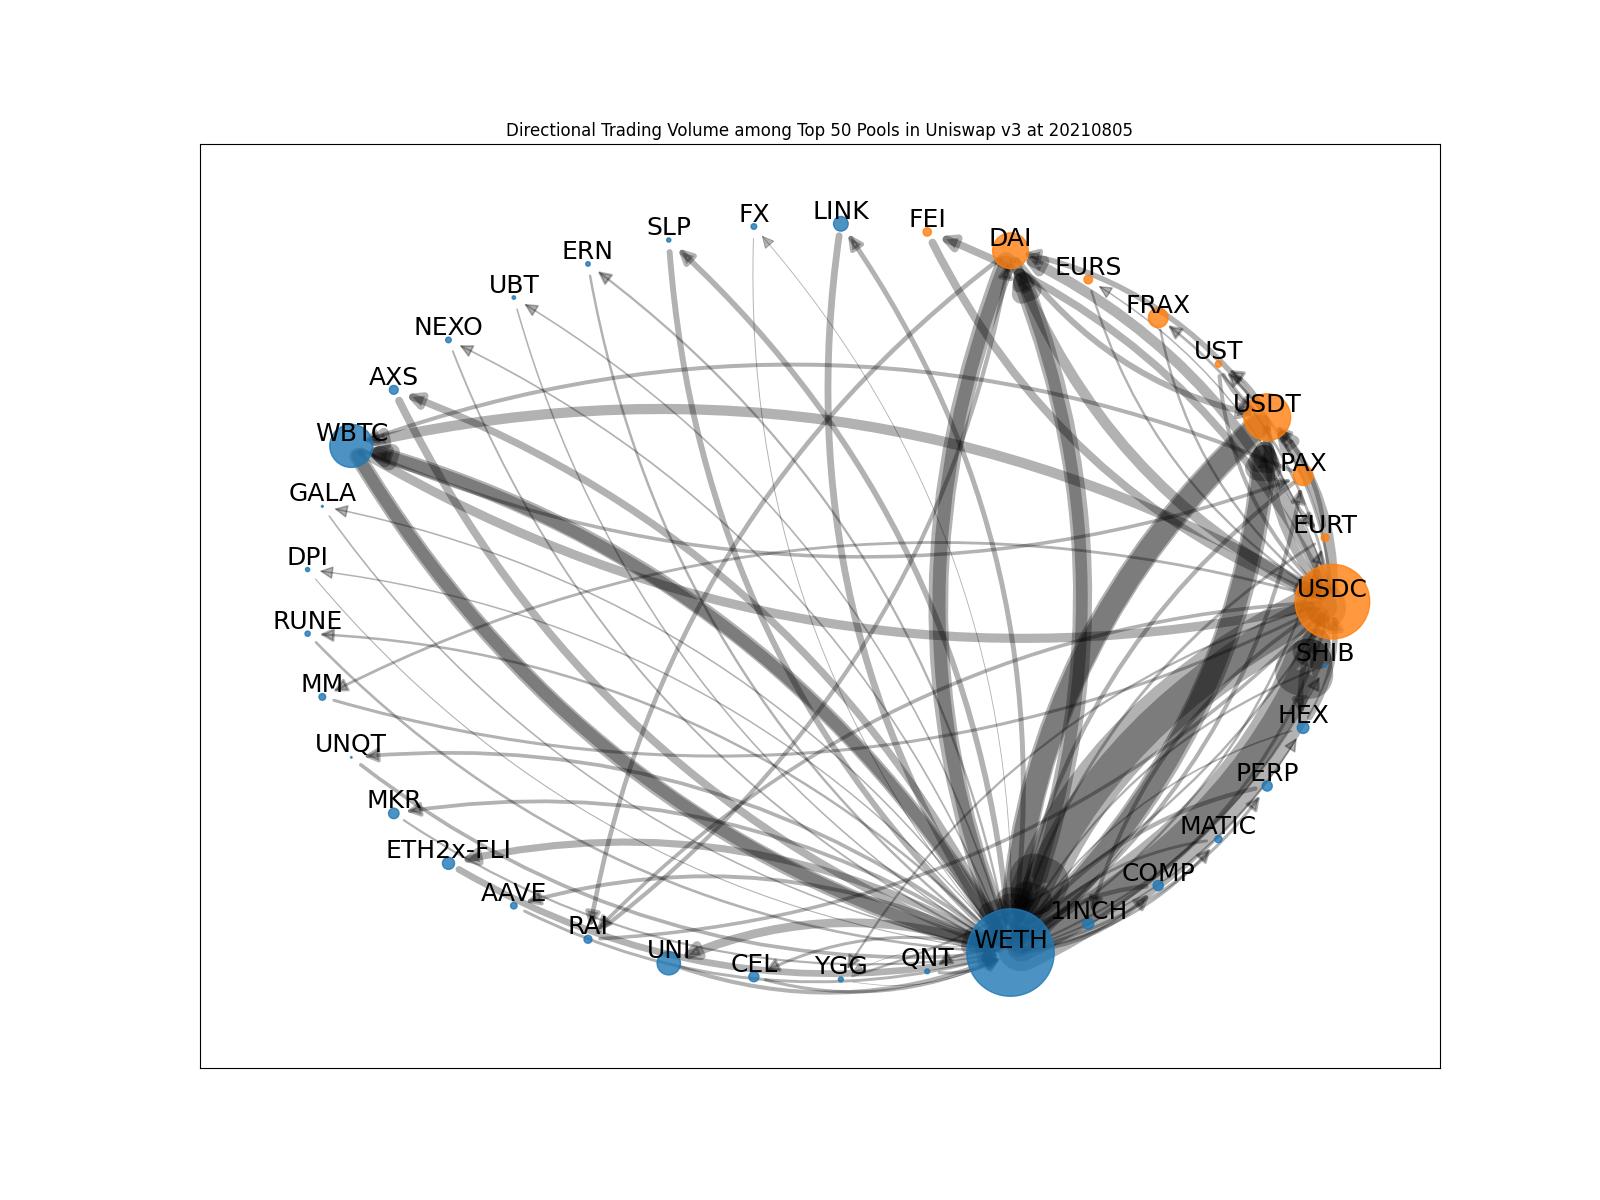 Directional Trading Volume among Top 50 Pools in Uniswap v3 at 20210805
LINK
FX
FEI
SLP
DAI
ERN
EURS
UBT
FRAX
NEXO
UST
AXS
USDT
WBTC
PAX
GALA
EURT
DPI
USDC
RUNE
SHIB
MM
HEX
UNQT
PERP
MKR
MATIC
ETH2x-FLI
COMP
AAVE
1INCH
RAI
WETH
UNI
QNT
CEL
YGG